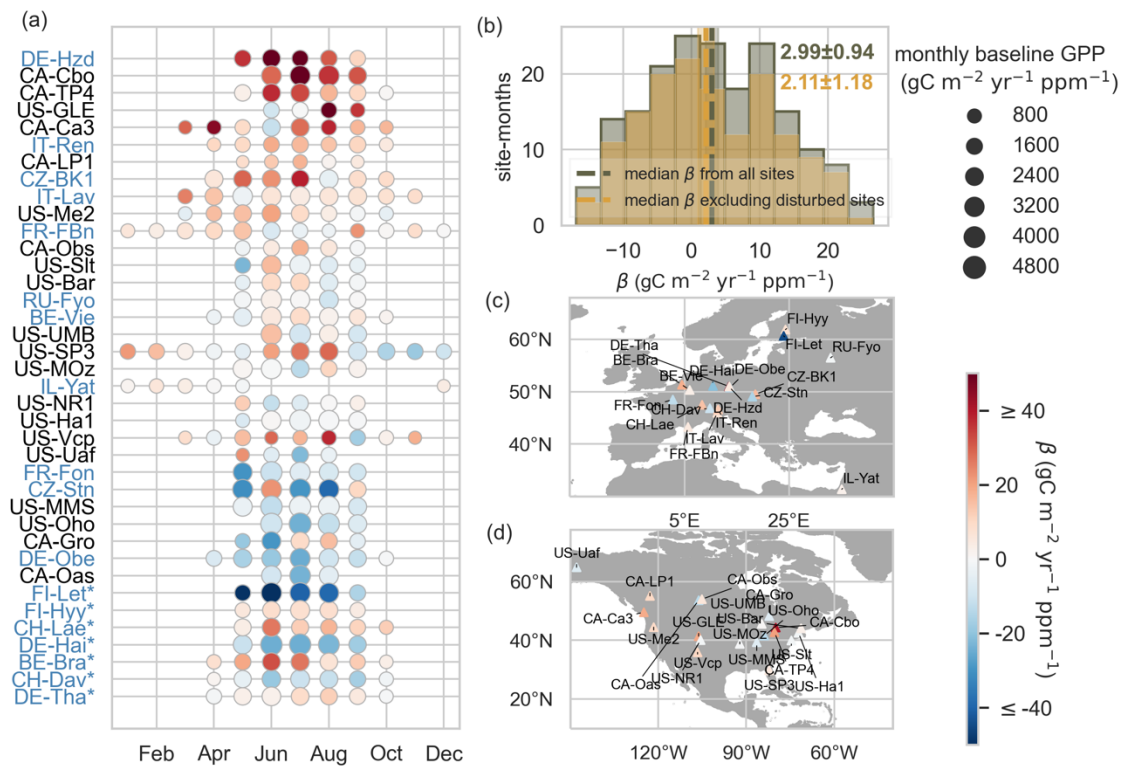 (a)
DE-Hzd
CA-Cbo
CA-TP4
US-GLE
CA-Ca3
IT-Ren
CA-LP1
CZ-BK1
IT-Lav
US-Me2
FR-FBn
CA-Obs
US-Slt
US-Bar
RU-Fyo
BE-Vie
US-UMB
US-SP3
US-MOz
IL-Yat
US-NR1
US-Ha1
US-Vcp
US-Uaf
FR-Fon
CZ-Stn
US-MMS
US-Oho
CA-Gro
DE-Obe
CA-Oas
FI-Let*
FI-Hyy*
CH-Lae*
DE-Hai*
BE-Bra*
CH-Dav*
DE-Tha*
Feb Apr Jun Aug Oct Dec
(b)
2.99±0.94
2.11±1.18
site-months
20
10
0
median β from all sites
median β excluding disturbed sites
−10 0 10 20
β (gC m⁻² yr⁻¹ ppm⁻¹)
monthly baseline GPP
(gC m⁻² yr⁻¹ ppm⁻¹)
800
1600
2400
3200
4000
4800
(c)
60°N
50°N
40°N
FI-Hyy
FI-Let
RU-Fyo
DE-Tha
BE-Bra
DE-Hai
DE-Obe
BE-Vie
CZ-BK1
CZ-Stn
FR-Fon
CH-Dav
DE-Hzd
CH-Lae
IT-Ren
IT-Lav
FR-FBn
IL-Yat
5°E 25°E
(d)
60°N
40°N
20°N
US-Uaf
CA-LP1
CA-Obs
CA-Gro
CA-Ca3
US-UMB
US-Oho
US-GLE
US-Bar
CA-Cbo
US-Me2
US-MOz
US-Vcp
US-MMS
US-Slt
CA-TP4
US-NR1
CA-Oas
US-SP3
US-Ha1
120°W 90°W 60°W
≥ 40
20
0
-20
≤ -40
β (gC m⁻² yr⁻¹ ppm⁻¹)